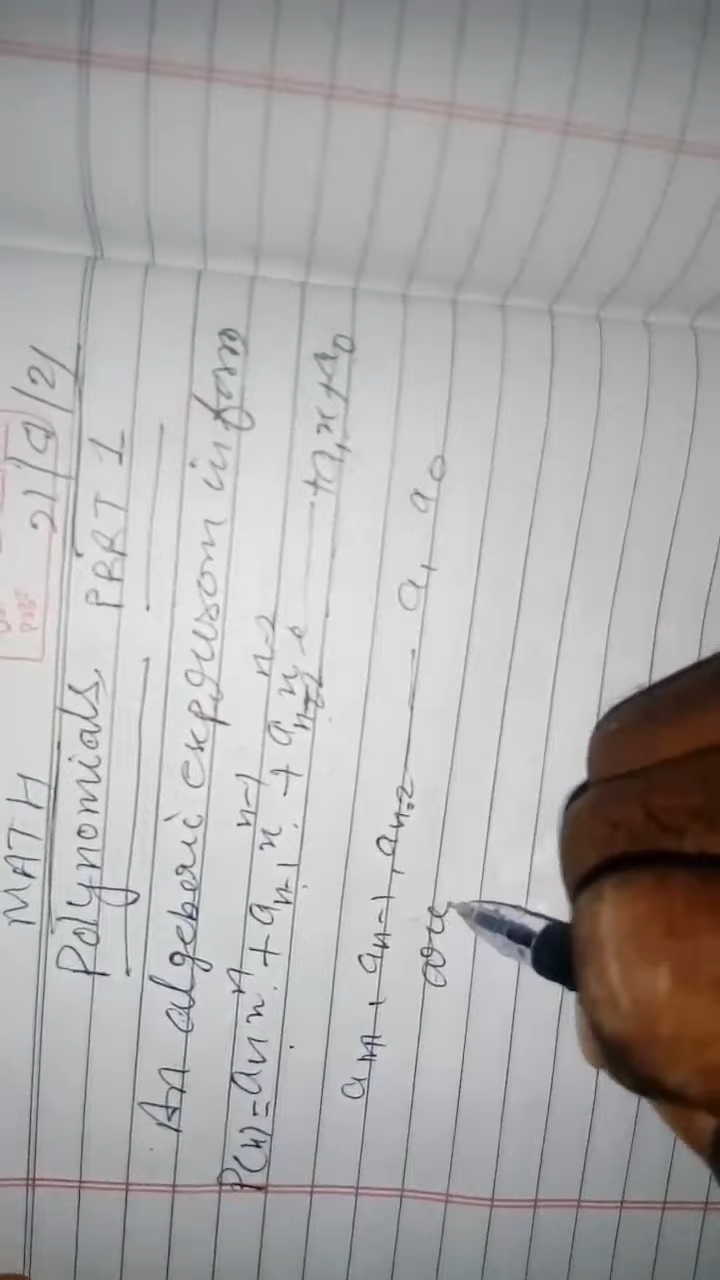 MATH 21/9/21
Polynomials PART 1
An algeberic expression in form
P(x) = anxⁿ + aₙ₋₁xⁿ⁻¹ + aₙ₋₂xⁿ⁻² + —— + a₁x + a₀
aₙ, aₙ₋₁, aₙ₋₂ —— a₁ a₀
are